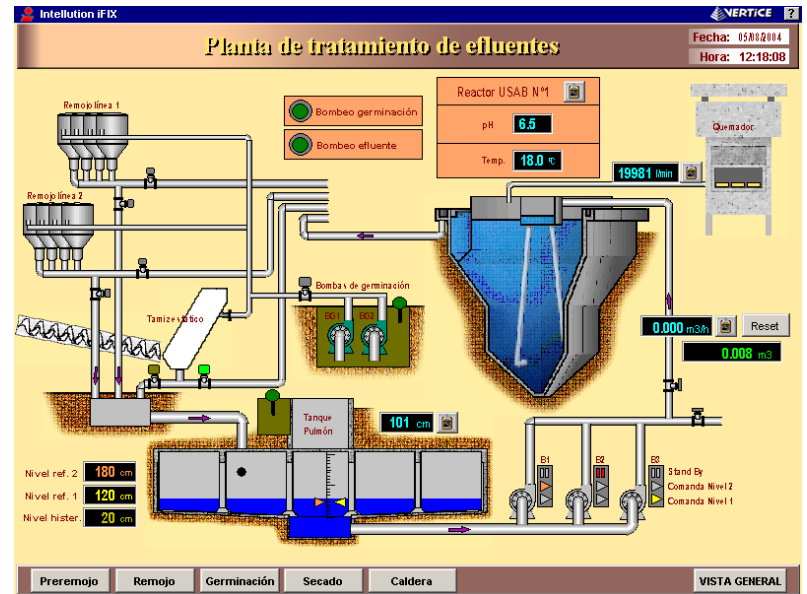 Intellution iFIX
VERTICE
?
Planta de tratamiento de efluentes
Fecha: 05/08/2004
Hora: 12:18:08
Remojo línea 1
Bombeo germinación
Bombeo efluente
Reactor USAB Nº1
pH 6.5
Temp. 18.0 ºC
19981 l/min
Quemador
Remojo línea 2
Tamiz estático
Bombas de germinación
BG1 BG2
0.000 m3/h
Reset
0.008 m3
Tanque
Pulmón
101 cm
Nivel ref. 2 180 cm
Nivel ref. 1 120 cm
Nivel hister. 20 cm
B1 B2 B3
Stand By
Comanda Nivel 2
Comanda Nivel 1
Preremojo Remojo Germinación Secado Caldera VISTA GENERAL